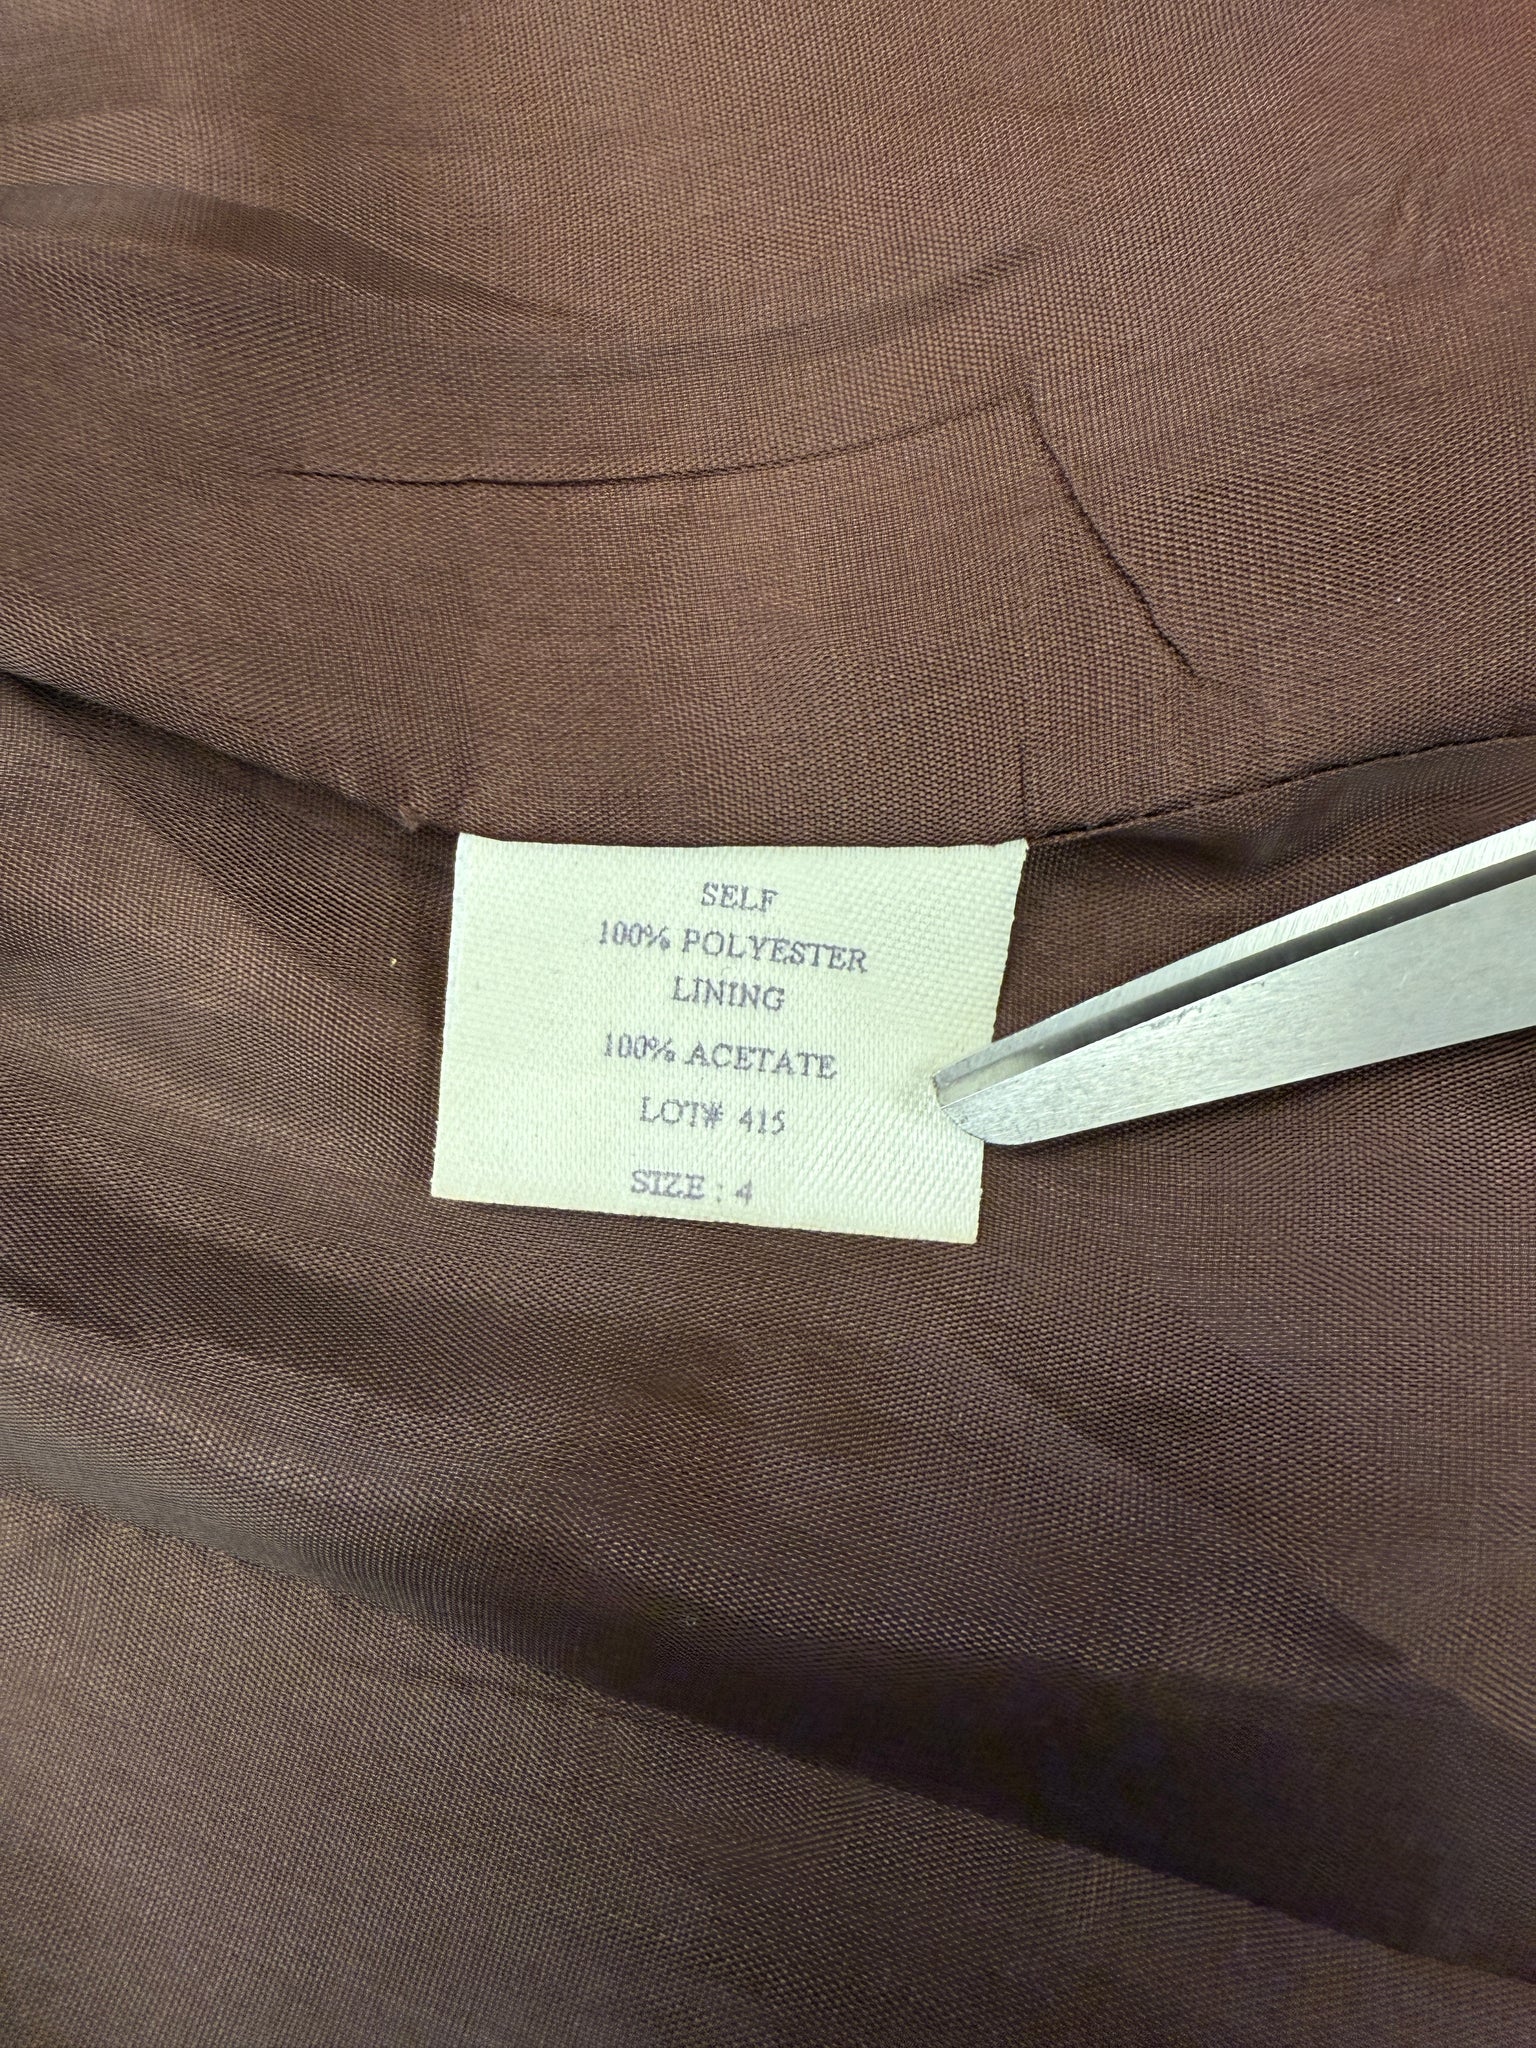 SELF
100% POLYESTER
LINING
100% ACETATE
LOT# 415
SIZE : 4